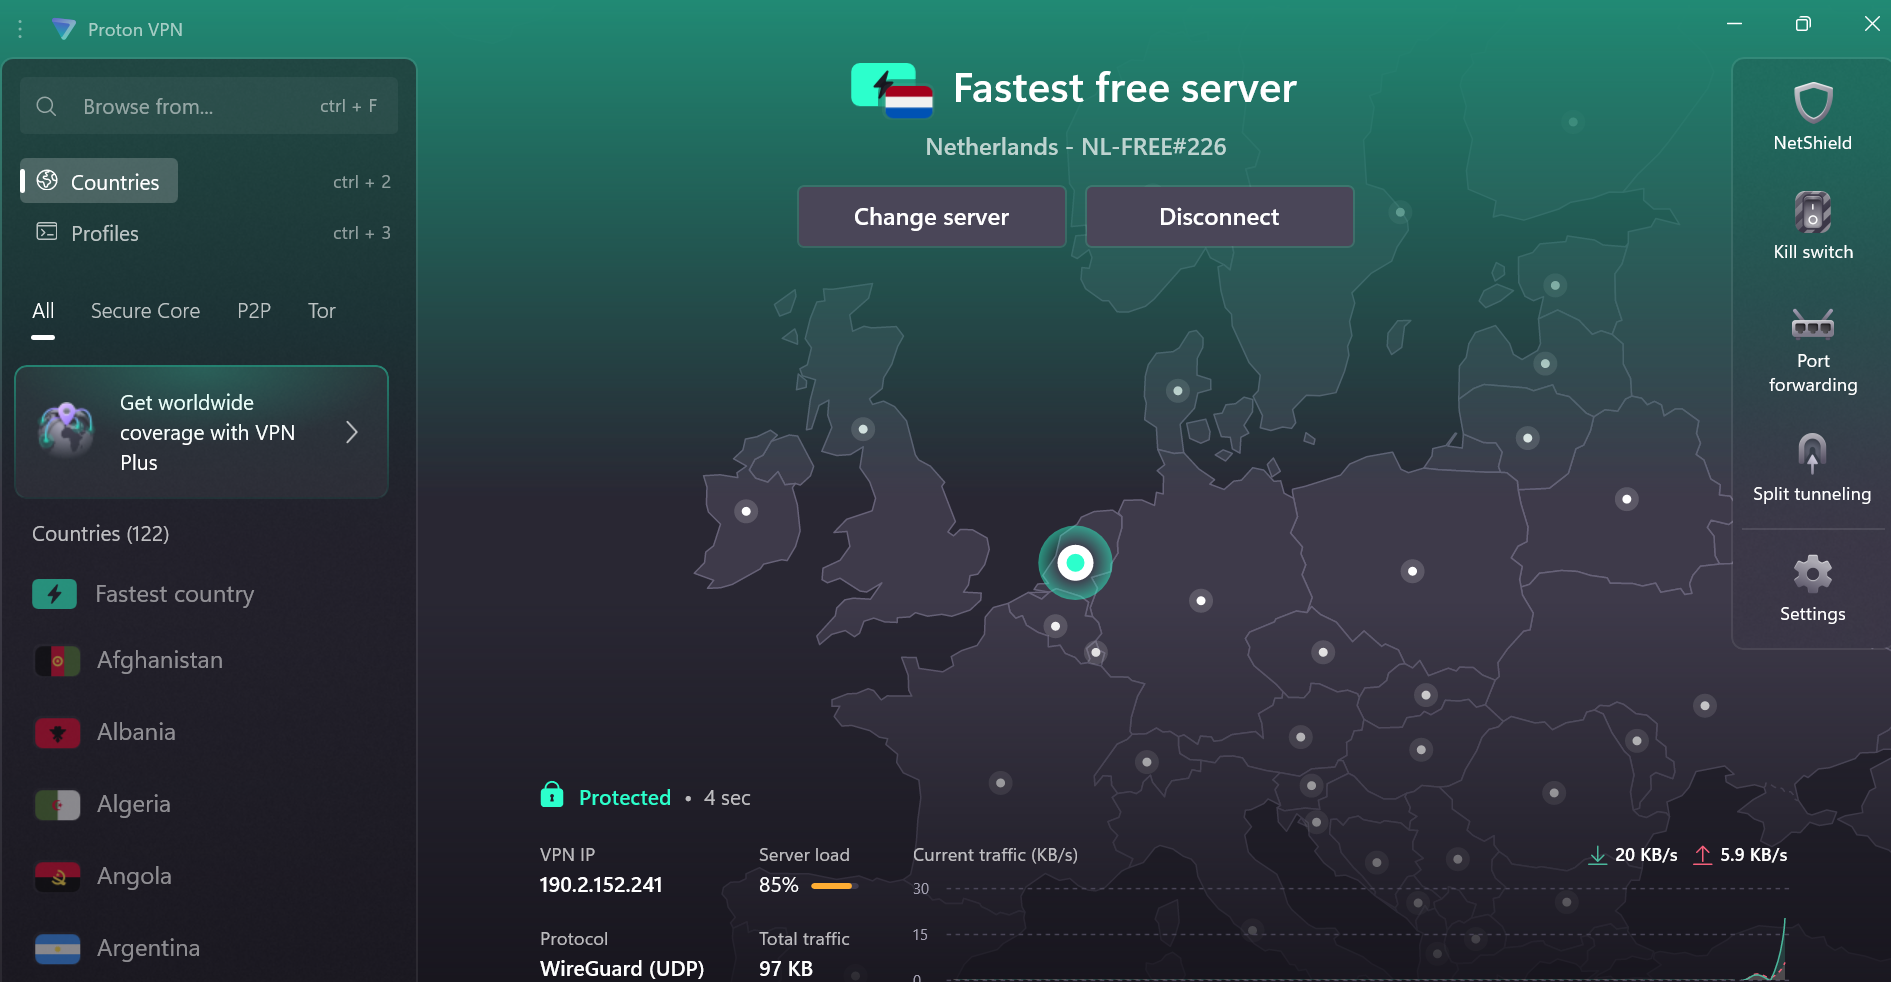 Proton VPN
Browse from...
ctrl + F
Countries
ctrl + 2
Profiles
ctrl + 3
All
Secure Core
P2P
Tor
Get worldwide
coverage with VPN
Plus
Countries (122)
Fastest country
Afghanistan
Albania
Algeria
Angola
Argentina
Fastest free server
Netherlands - NL-FREE#226
Change server
Disconnect
Protected • 4 sec
VPN IP
190.2.152.241
Server load
85%
Protocol
WireGuard (UDP)
Total traffic
97 KB
Current traffic (KB/s)
20 KB/s
5.9 KB/s
30
15
0
NetShield
Kill switch
Port
forwarding
Split tunneling
Settings